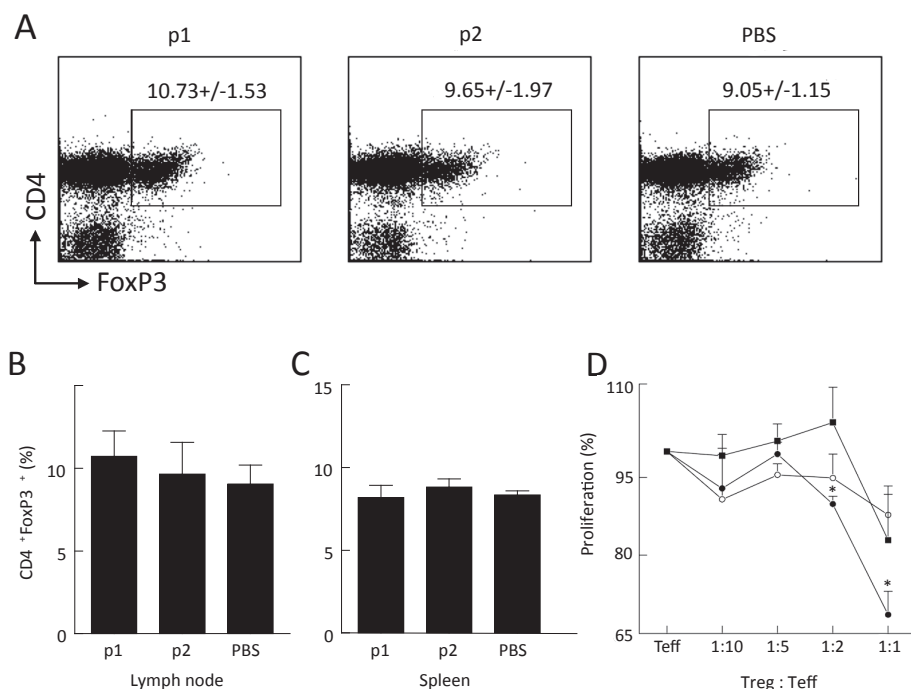 A
p1
p2
PBS
10.73+/-1.53
9.65+/-1.97
9.05+/-1.15
CD4
FoxP3
B
C
D
CD4 +FoxP3 + (%)
10
5
0
p1
p2
PBS
Lymph node
15
10
5
0
p1
p2
PBS
Spleen
Proliferation (%)
110
95
80
65
*
*
Teff
1:10
1:5
1:2
1:1
Treg : Teff